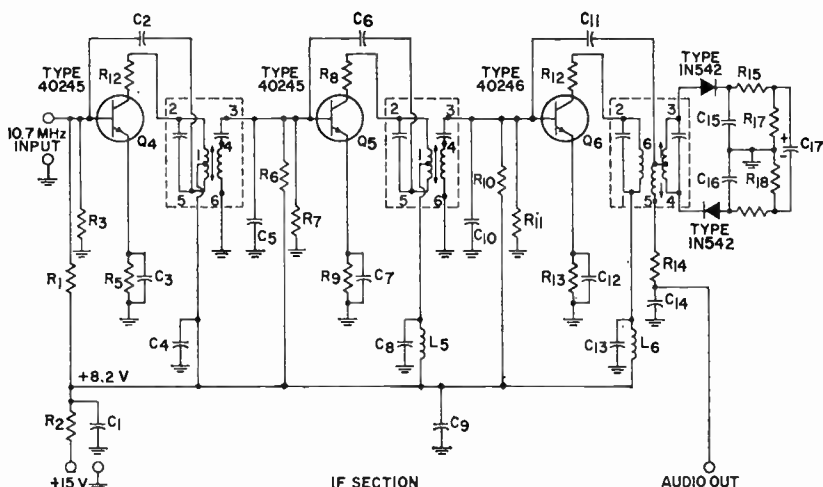 C2
C6
C11
TYPE
40245
R12
TYPE
40245
R8
TYPE
40246
R12
TYPE
1N542
R15
2
3
2
3
2
3
10.7 MHz
INPUT
Q4
1
4
Q5
1
4
Q6
6
C15
R17
C17
+
-
R3
5
6
R6
R7
5
6
R10
R11
1
5
4
C16
R18
TYPE
1N542
C5
C10
R1
R5
C3
R9
C7
R13
C12
R14
C14
C4
C8
L5
C13
L6
+8.2 V
R2
C1
C9
+15 V
IF SECTION
AUDIO OUT